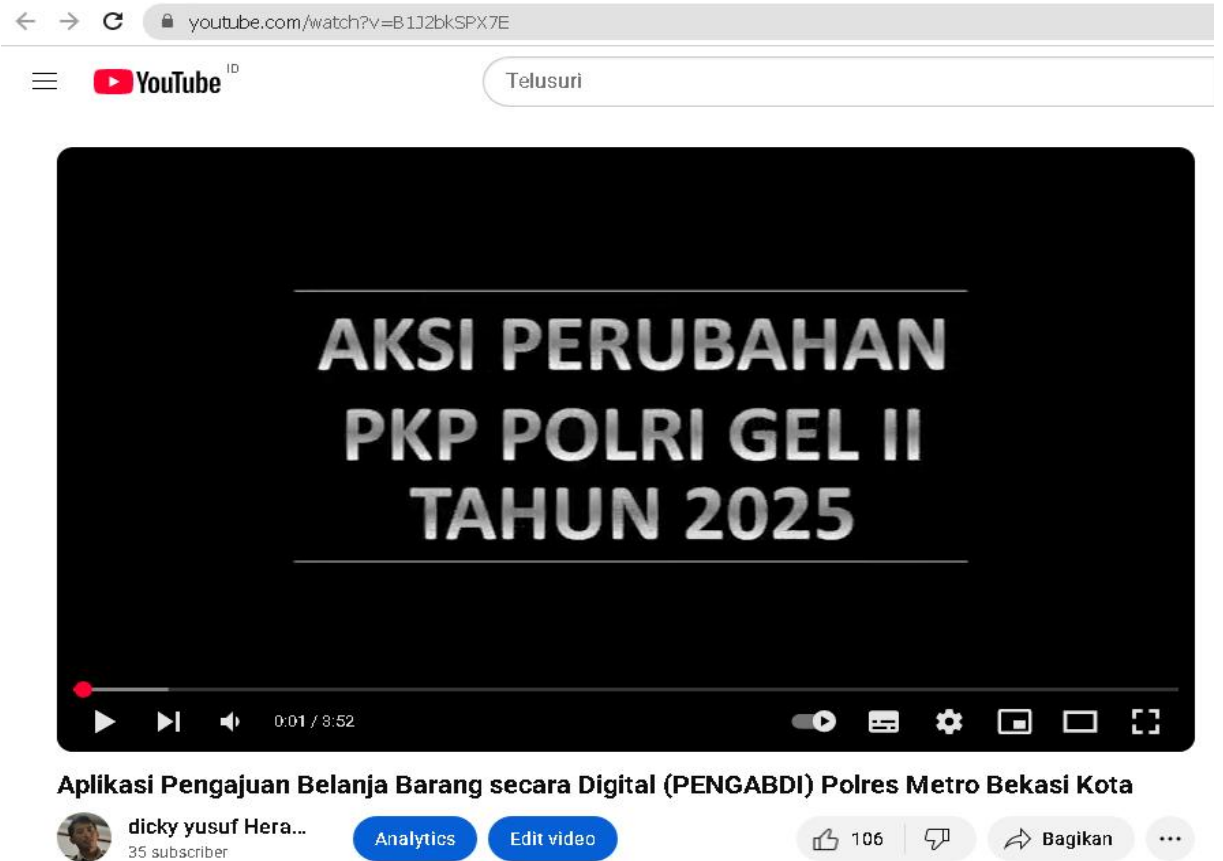 youtube.com/watch?v=B1J2bkSPX7E
YouTube ID
Telusuri
AKSI PERUBAHAN
PKP POLRI GEL II
TAHUN 2025
0:01 / 3:52
Aplikasi Pengajuan Belanja Barang secara Digital (PENGABDI) Polres Metro Bekasi Kota
dicky yusuf Hera...
35 subscriber
Analytics
Edit video
106
Bagikan